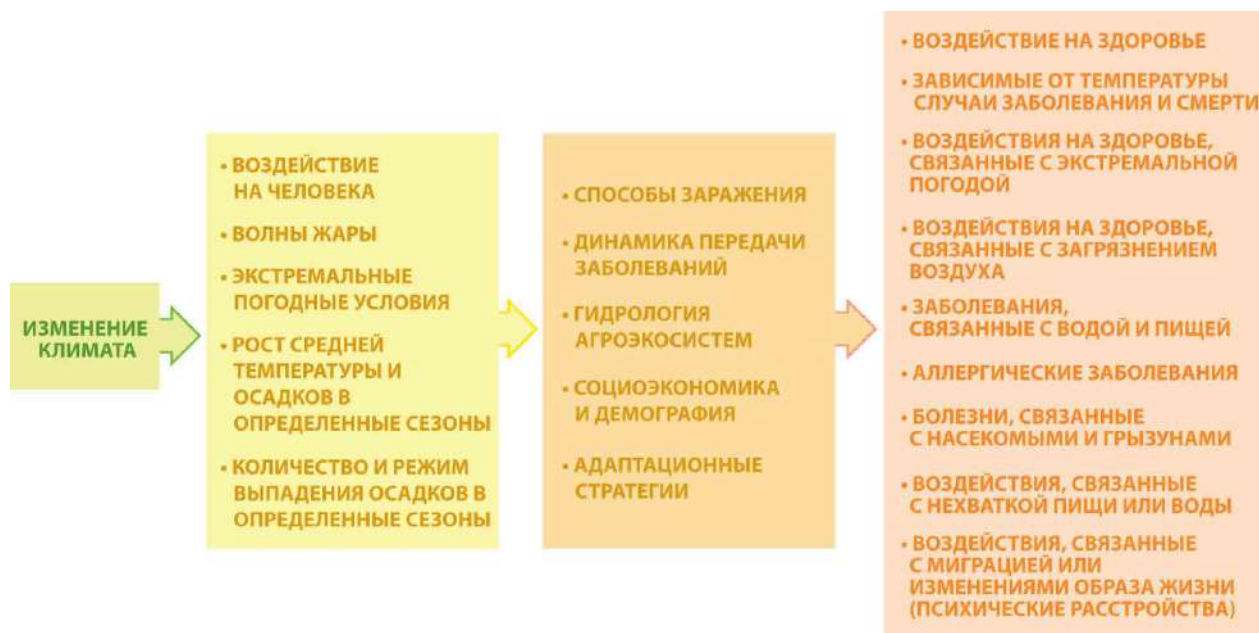 ИЗМЕНЕНИЕ
КЛИМАТА
• ВОЗДЕЙСТВИЕ
НА ЧЕЛОВЕКА
• ВОЛНЫ ЖАРЫ
• ЭКСТРЕМАЛЬНЫЕ
ПОГОДНЫЕ УСЛОВИЯ
• РОСТ СРЕДНЕЙ
ТЕМПЕРАТУРЫ И
ОСАДКОВ В
ОПРЕДЕЛЕННЫЕ СЕЗОНЫ
• КОЛИЧЕСТВО И РЕЖИМ
ВЫПАДЕНИЯ ОСАДКОВ В
ОПРЕДЕЛЕННЫЕ СЕЗОНЫ
• СПОСОБЫ ЗАРАЖЕНИЯ
• ДИНАМИКА ПЕРЕДАЧИ
ЗАБОЛЕВАНИЙ
• ГИДРОЛОГИЯ
АГРОЭКОСИСТЕМ
• СОЦИОЭКОНОМИКА
И ДЕМОГРАФИЯ
• АДАПТАЦИОННЫЕ
СТРАТЕГИИ
• ВОЗДЕЙСТВИЕ НА ЗДОРОВЬЕ
• ЗАВИСИМЫЕ ОТ ТЕМПЕРАТУРЫ
СЛУЧАИ ЗАБОЛЕВАНИЯ И СМЕРТИ
• ВОЗДЕЙСТВИЯ НА ЗДОРОВЬЕ,
СВЯЗАННЫЕ С ЭКСТРЕМАЛЬНОЙ
ПОГОДОЙ
• ВОЗДЕЙСТВИЯ НА ЗДОРОВЬЕ,
СВЯЗАННЫЕ С ЗАГРЯЗНЕНИЕМ
ВОЗДУХА
• ЗАБОЛЕВАНИЯ,
СВЯЗАННЫЕ С ВОДОЙ И ПИЩЕЙ
• АЛЛЕРГИЧЕСКИЕ ЗАБОЛЕВАНИЯ
• БОЛЕЗНИ, СВЯЗАННЫЕ
С НАСЕКОМЫМИ И ГРЫЗУНАМИ
• ВОЗДЕЙСТВИЯ, СВЯЗАННЫЕ
С НЕХВАТКОЙ ПИЩИ ИЛИ ВОДЫ
• ВОЗДЕЙСТВИЯ, СВЯЗАННЫЕ
С МИГРАЦИЕЙ ИЛИ
ИЗМЕНЕНИЯМИ ОБРАЗА ЖИЗНИ
(ПСИХИЧЕСКИЕ РАССТРОЙСТВА)